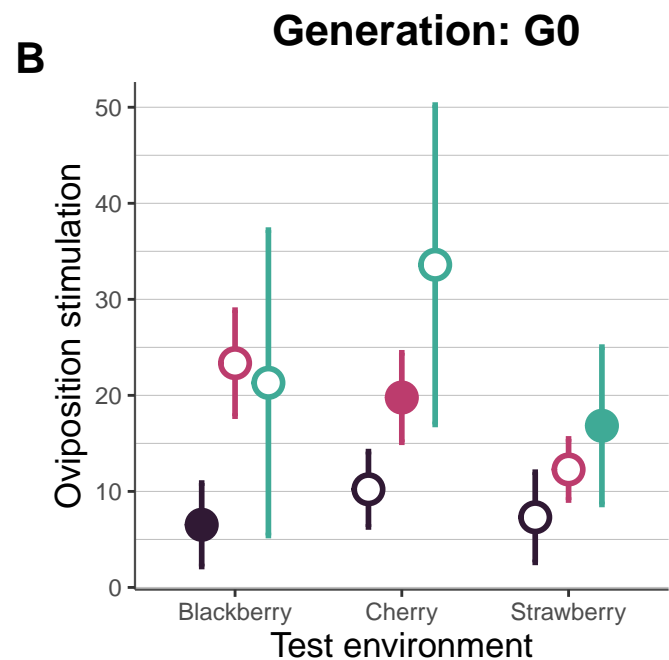 Generation: G0
B
50
40
30
20
10
0
Oviposition stimulation
Blackberry Cherry Strawberry
Test environment